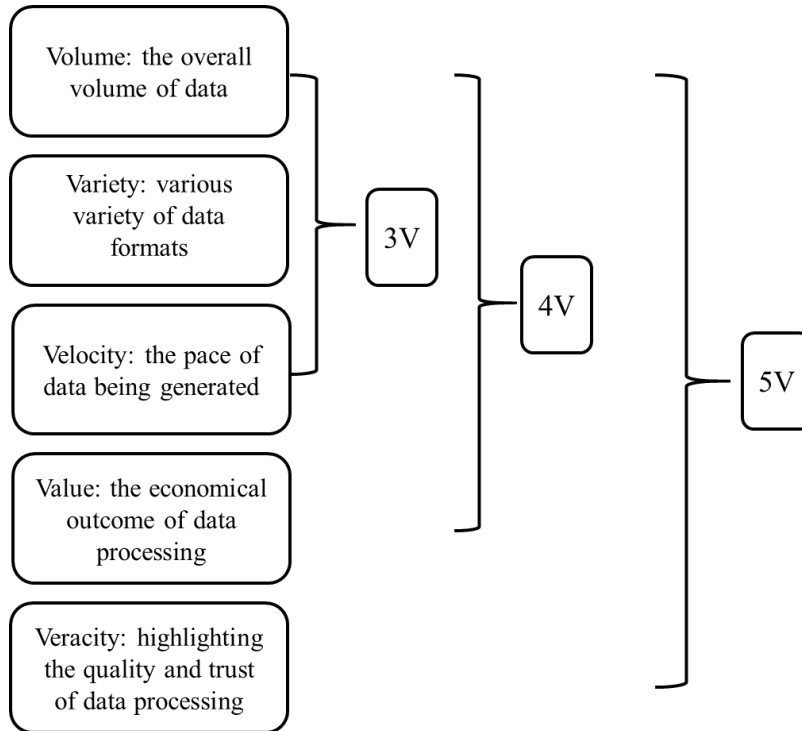 Volume: the overall
volume of data
Variety: various
variety of data
formats
3V
Velocity: the pace of
data being generated
4V
5V
Value: the economical
outcome of data
processing
Veracity: highlighting
the quality and trust
of data processing